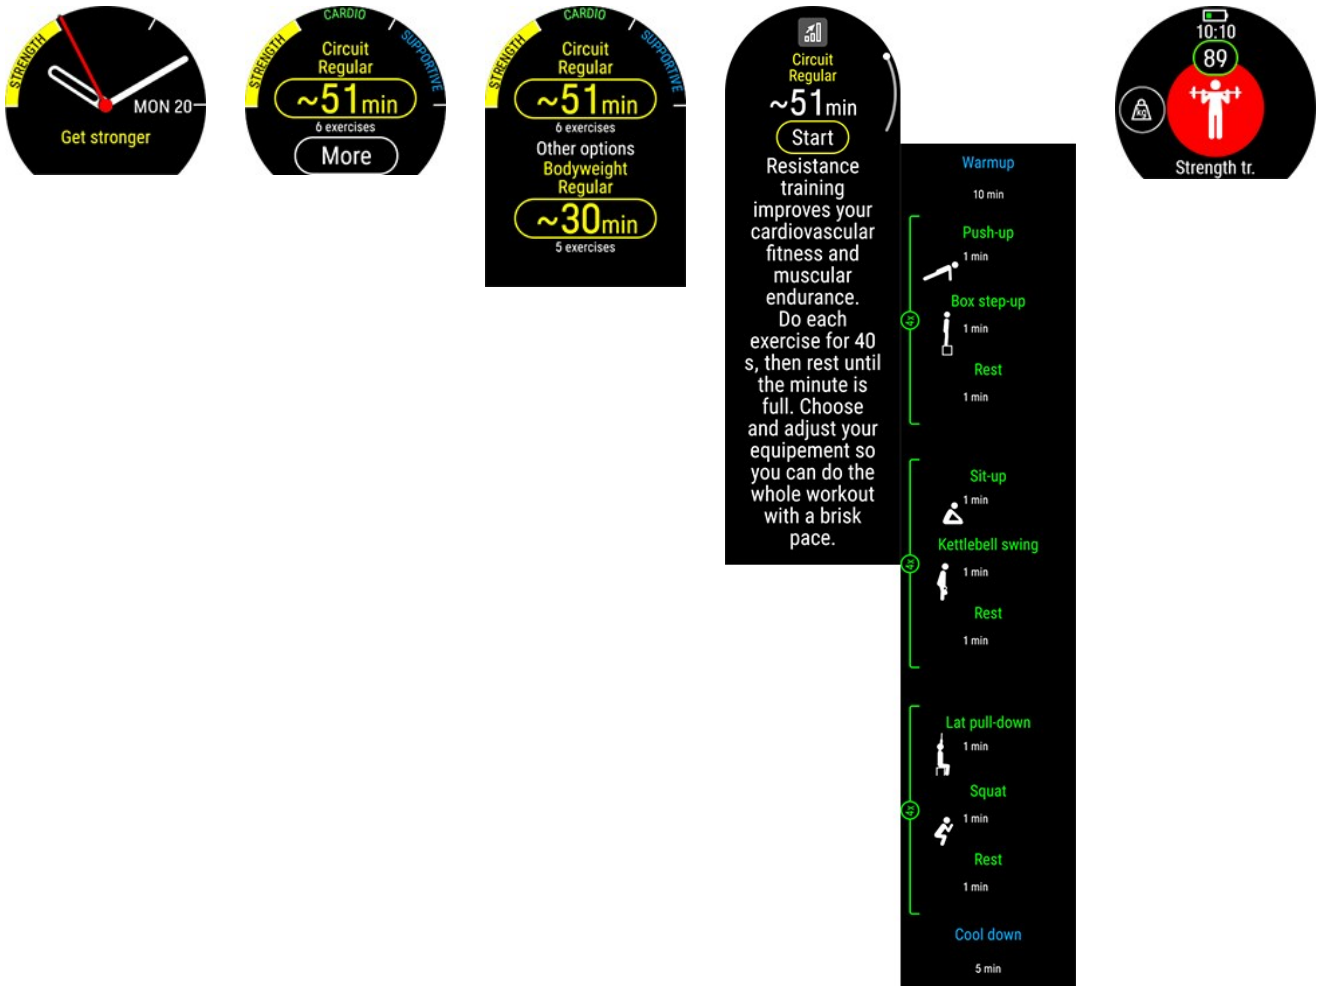 STRENGTH
MON 20
Get stronger
CARDIO
STRENGTH
SUPPORTIVE
Circuit
Regular
~51min
6 exercises
More
CARDIO
STRENGTH
SUPPORTIVE
Circuit
Regular
~51min
6 exercises
Other options
Bodyweight
Regular
~30min
5 exercises
Circuit
Regular
~51min
Start
Resistance
training
improves your
cardiovascular
fitness and
muscular
endurance.
Do each
exercise for 40
s, then rest until
the minute is
full. Choose
and adjust your
equipement so
you can do the
whole workout
with a brisk
pace.
Warmup
10 min
Push-up
1 min
Box step-up
4x
1 min
Rest
1 min
Sit-up
1 min
Kettlebell swing
4x
1 min
Rest
1 min
Lat pull-down
1 min
Squat
4x
1 min
Rest
1 min
Cool down
5 min
10:10
89
kg
Strength tr.